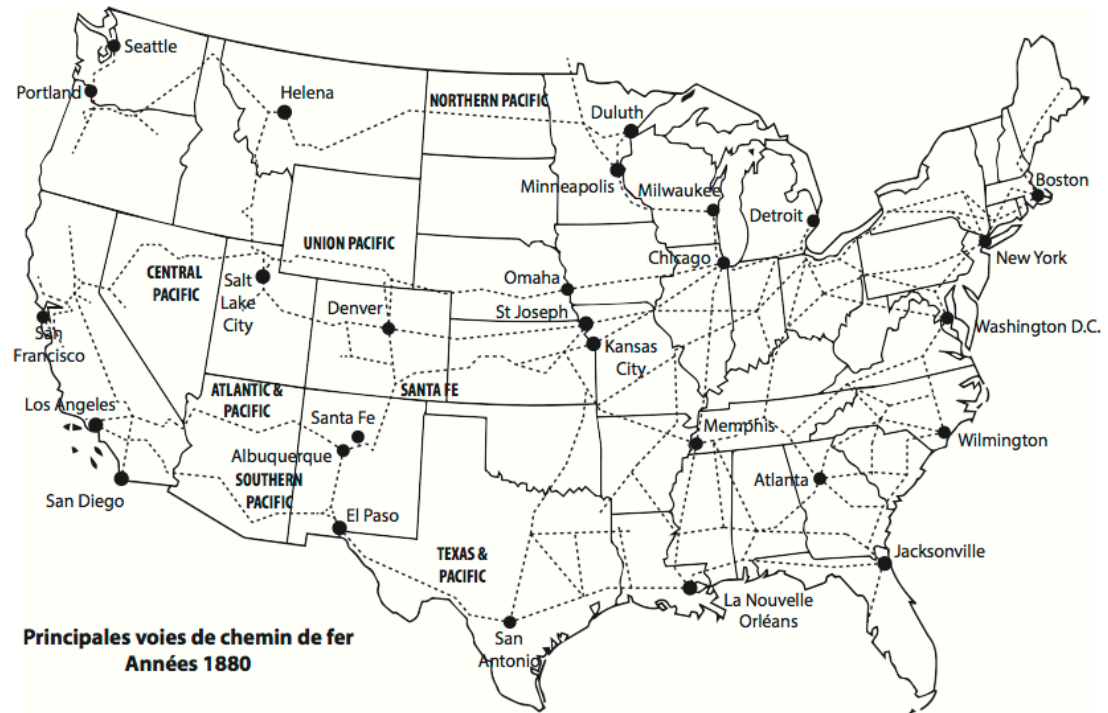 Seattle
Portland
Helena
NORTHERN PACIFIC
Duluth
Minneapolis
Milwaukee
Detroit
Boston
New York
UNION PACIFIC
CENTRAL
PACIFIC
Salt
Lake
City
Denver
Omaha
Chicago
St Joseph
Kansas
City
Washington D.C.
San
Francisco
Los Angeles
ATLANTIC &
PACIFIC
SANTA FE
Santa Fe
Albuquerque
SOUTHERN
PACIFIC
San Diego
El Paso
Memphis
Wilmington
Atlanta
TEXAS &
PACIFIC
Jacksonville
La Nouvelle
Orléans
San
Antonio
Principales voies de chemin de fer
Années 1880